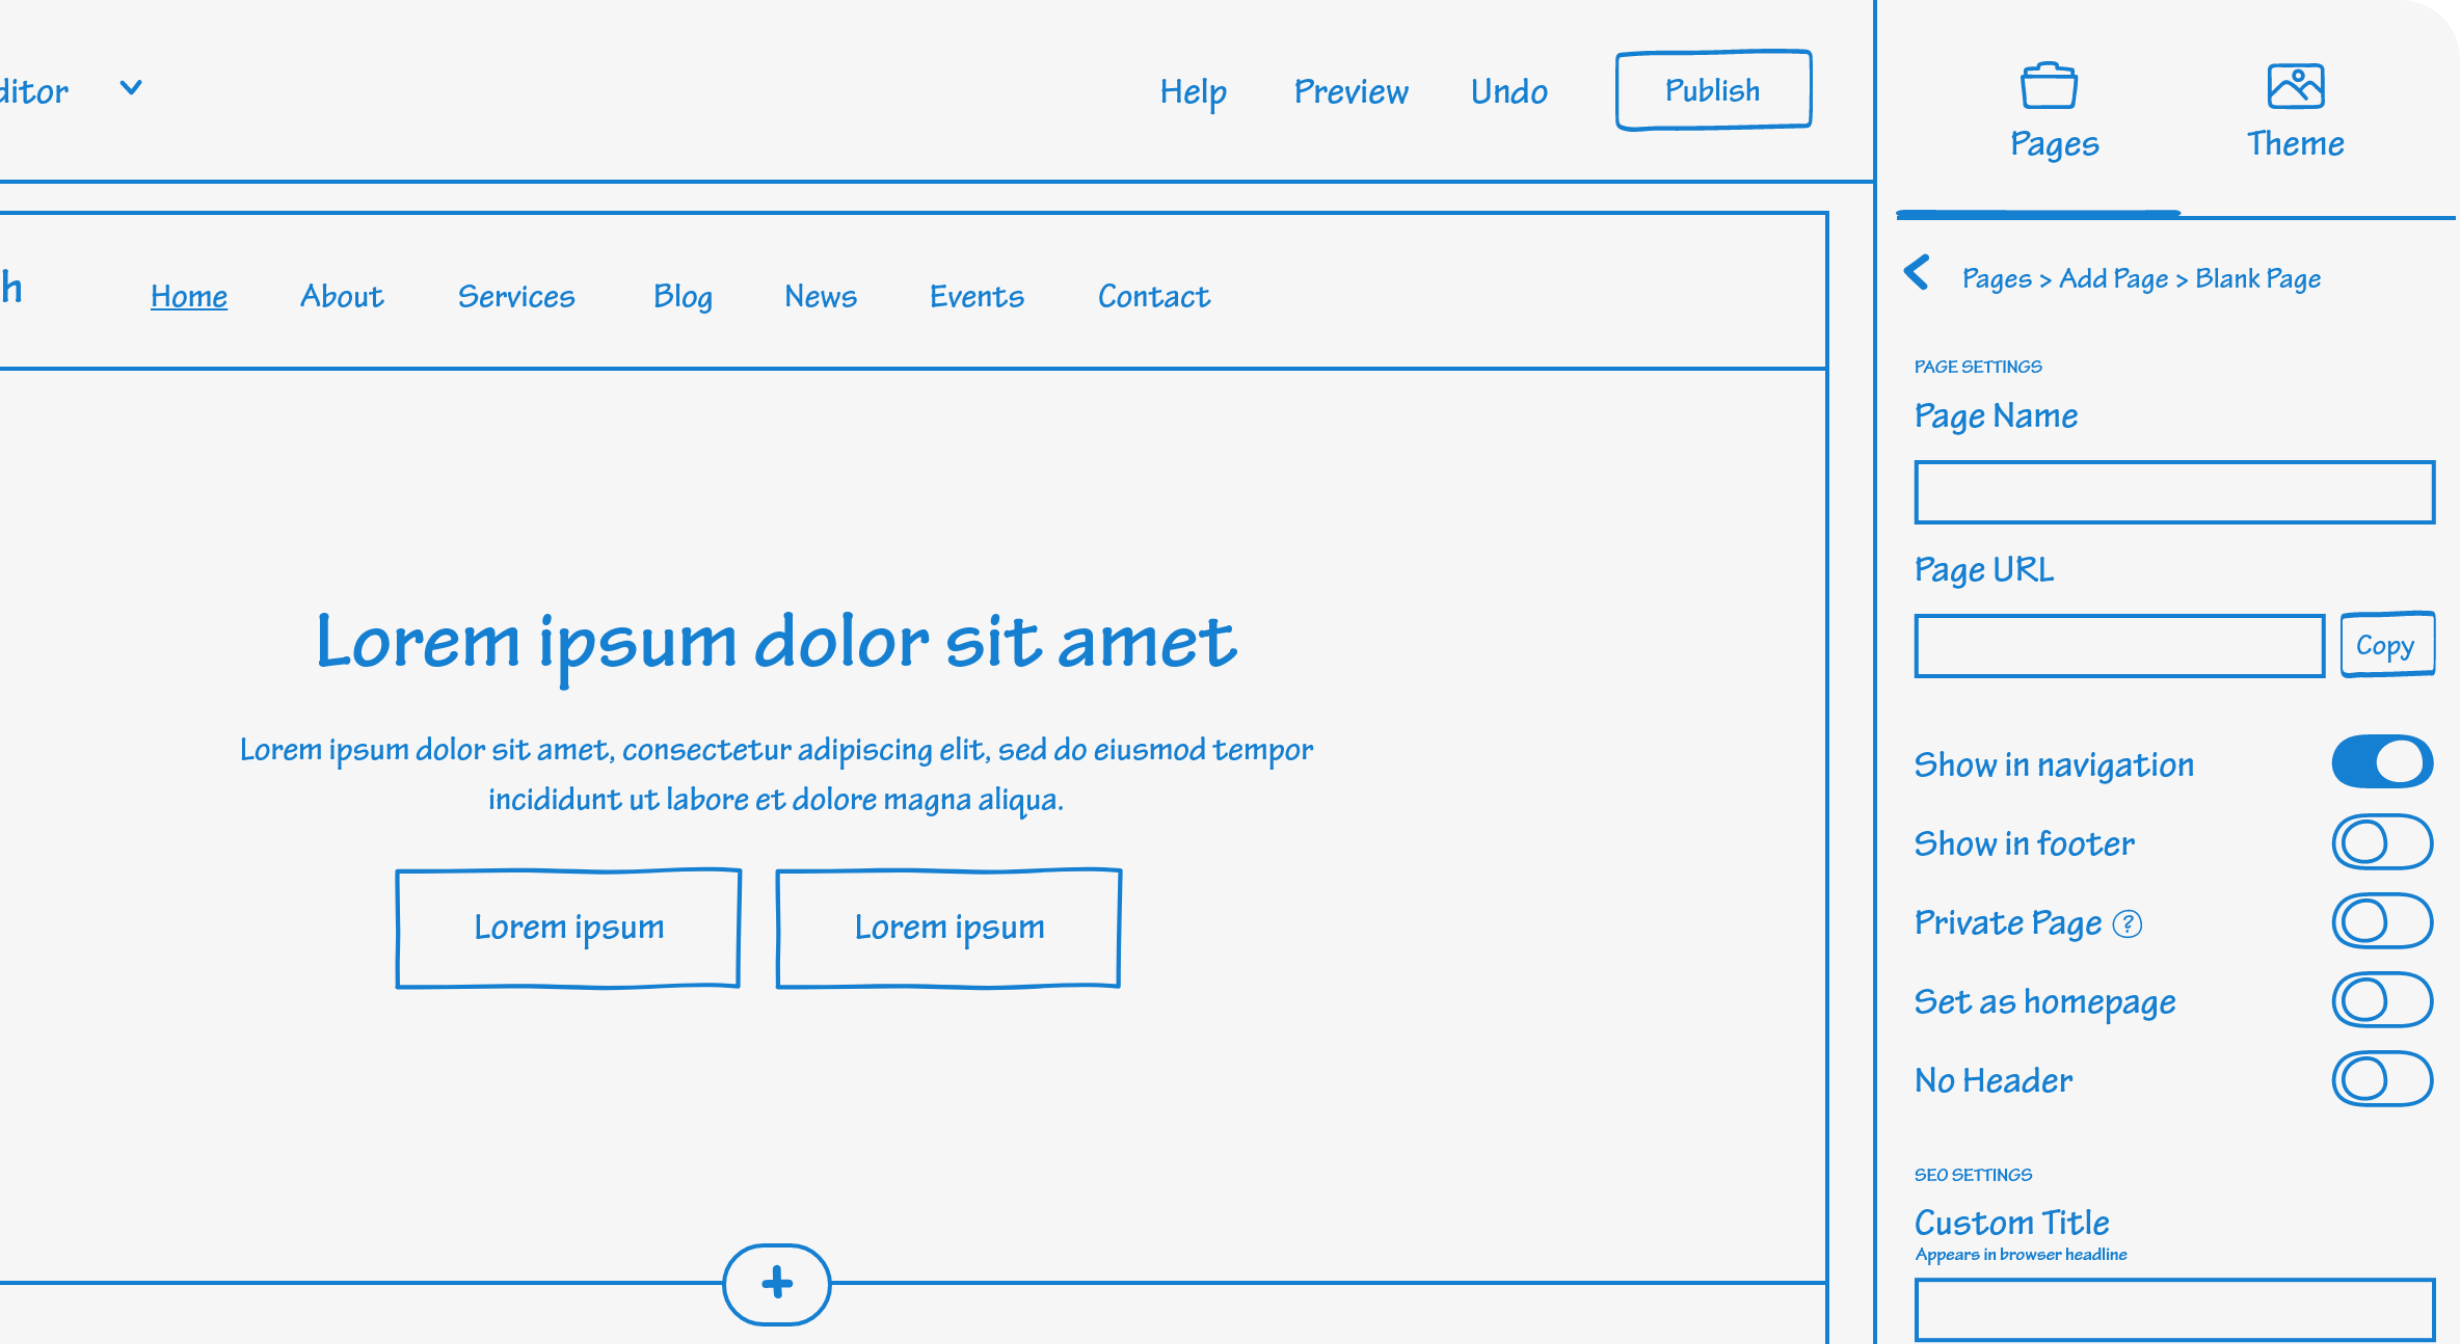 ditor
Help Preview Undo Publish
Pages Theme
h Home About Services Blog News Events Contact
Pages > Add Page > Blank Page
PAGE SETTINGS
Page Name
Page URL
Copy
Show in navigation
Show in footer
Private Page ?
Set as homepage
No Header
SEO SETTINGS
Custom Title
Appears in browser headline
Lorem ipsum dolor sit amet
Lorem ipsum dolor sit amet, consectetur adipiscing elit, sed do eiusmod tempor
incididunt ut labore et dolore magna aliqua.
Lorem ipsum Lorem ipsum
+